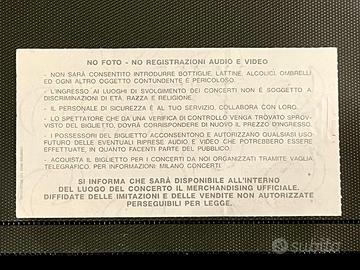 NO FOTO - NO REGISTRAZIONI AUDIO E VIDEO
- NON SARÀ CONSENTITO INTRODURRE BOTTIGLIE, LATTINE, ALCOLICI, OMBRELLI
ED OGNI ALTRO OGGETTO CONTUNDENTE E PERICOLOSO.
- L'INGRESSO AI LUOGHI DI SVOLGIMENTO DEI CONCERTI NON È SOGGETTO A
DISCRIMINAZIONI DI ETÀ, RAZZA E RELIGIONE.
- IL PERSONALE DI SICUREZZA È AL TUO SERVIZIO, COLLABORA CON LORO.
- LO SPETTATORE CHE DA UNA VERIFICA DI CONTROLLO VENGA TROVATO SPROV-
VISTO DEL BIGLIETTO, DOVRÀ CORRISPONDERE DI NUOVO IL PREZZO D'INGRESSO.
- I POSSESSORI DEL BIGLIETTO ACCONSENTONO E AUTORIZZANO QUALSIASI USO
FUTURO DELLE EVENTUALI RIPRESE AUDIO E VIDEO CHE POTREBBERO ESSERE
EFFETTUATE, IN QUANTO FACENTI PARTE DEL PUBBLICO.
- ACQUISTA IL BIGLIETTO PER I CONCERTI DA NOI ORGANIZZATI TRAMITE VAGLIA
TELEGRAFICO. PER INFORMAZIONI: MILANO CONCERTI
SI INFORMA CHE SARÀ DISPONIBILE ALL'INTERNO
DEL LUOGO DEL CONCERTO IL MERCHANDISING UFFICIALE.
DIFFIDATE DELLE IMITAZIONI E DELLE VENDITE NON AUTORIZZATE
PERSEGUIBILI PER LEGGE.
subito